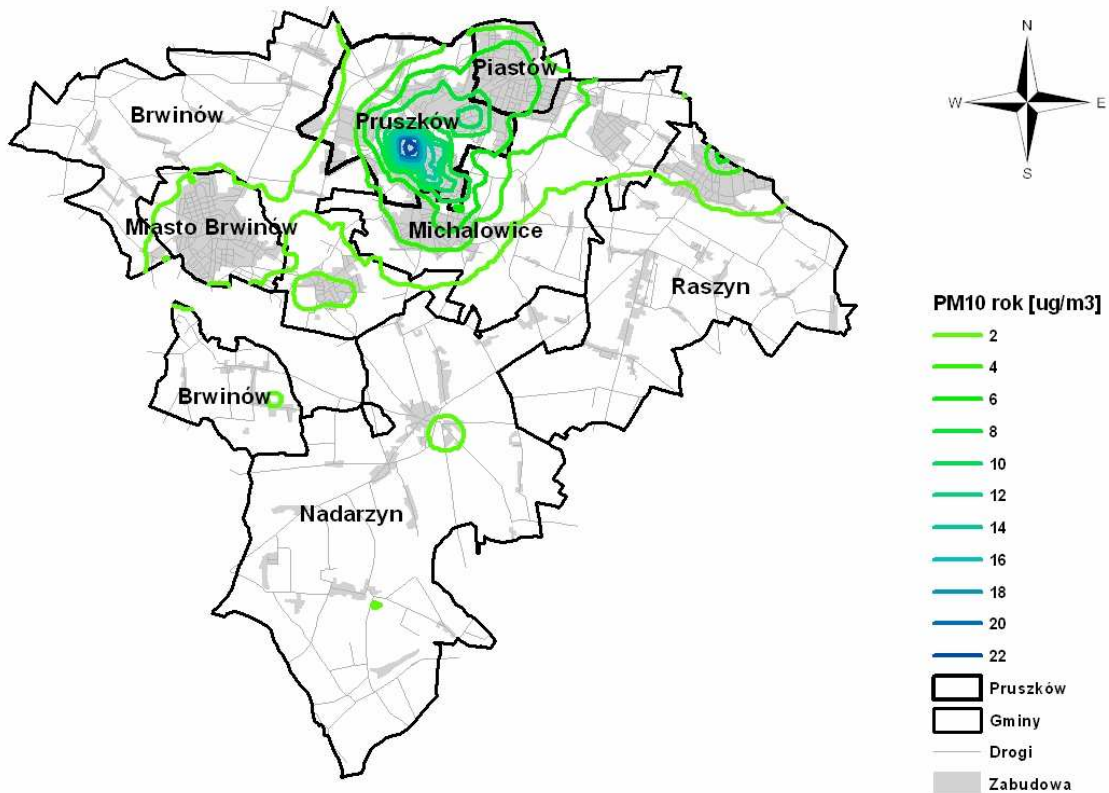 N
W
E
S
Piastów
Brwinów
Pruszków
Miasto Brwinów
Michalowice
Raszyn
Brwinów
Nadarzyn
PM10 rok [ug/m3]
2
4
6
8
10
12
14
16
18
20
22
Pruszków
Gminy
Drogi
Zabudowa